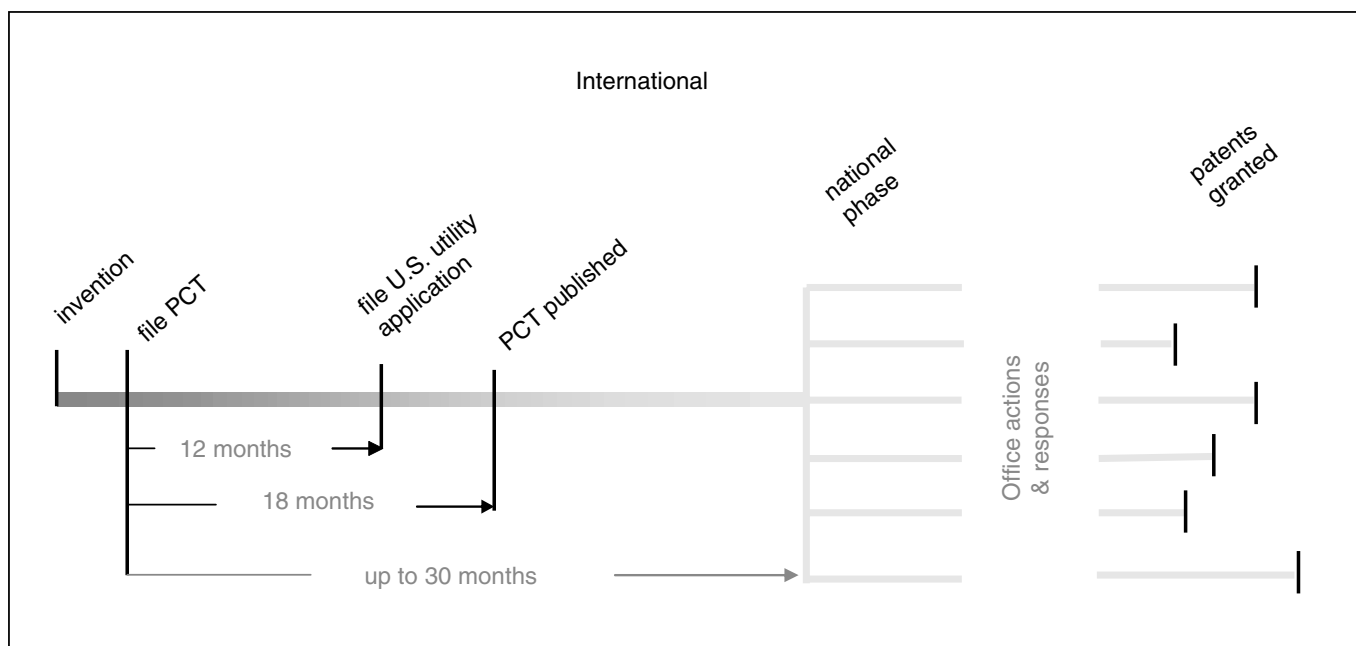 International
invention
file PCT
file U.S. utility
application
PCT published
national
phase
patents
granted
12 months
18 months
up to 30 months
Office actions
& responses